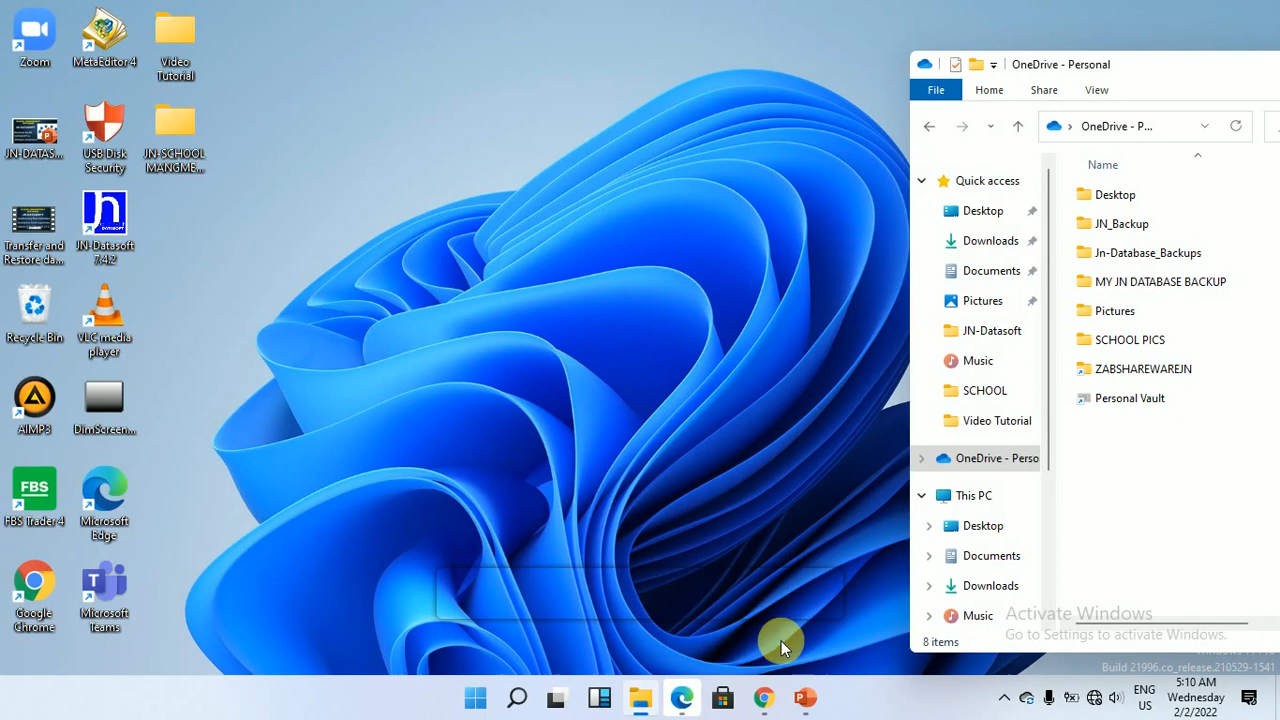 Zoom
MetaEditor 4
Video
Tutorial
JN-DATAS...
USB Disk
Security
JN-SCHOOL
MANGME...
Transfer and
Restore da...
JN-Datasoft
7.4.2
Recycle Bin
VLC media
player
AIMP3
DimScreen...
FBS
FBS Trader 4
Microsoft
Edge
Google
Chrome
Microsoft
Teams
OneDrive - Personal
File
Home
Share
View
OneDrive - P...
Quick access
Desktop
Downloads
Documents
Pictures
JN-Datasoft
Music
SCHOOL
Video Tutorial
OneDrive - Perso
This PC
Desktop
Documents
Downloads
Music
8 items
Name
Desktop
JN_Backup
Jn-Database_Backups
MY JN DATABASE BACKUP
Pictures
SCHOOL PICS
ZABSHAREWAREJN
Personal Vault
Activate Windows
Go to Settings to activate Windows.
Build 21996.co_release.210529-1541
ENG
US
5:10 AM
Wednesday
2/2/2022